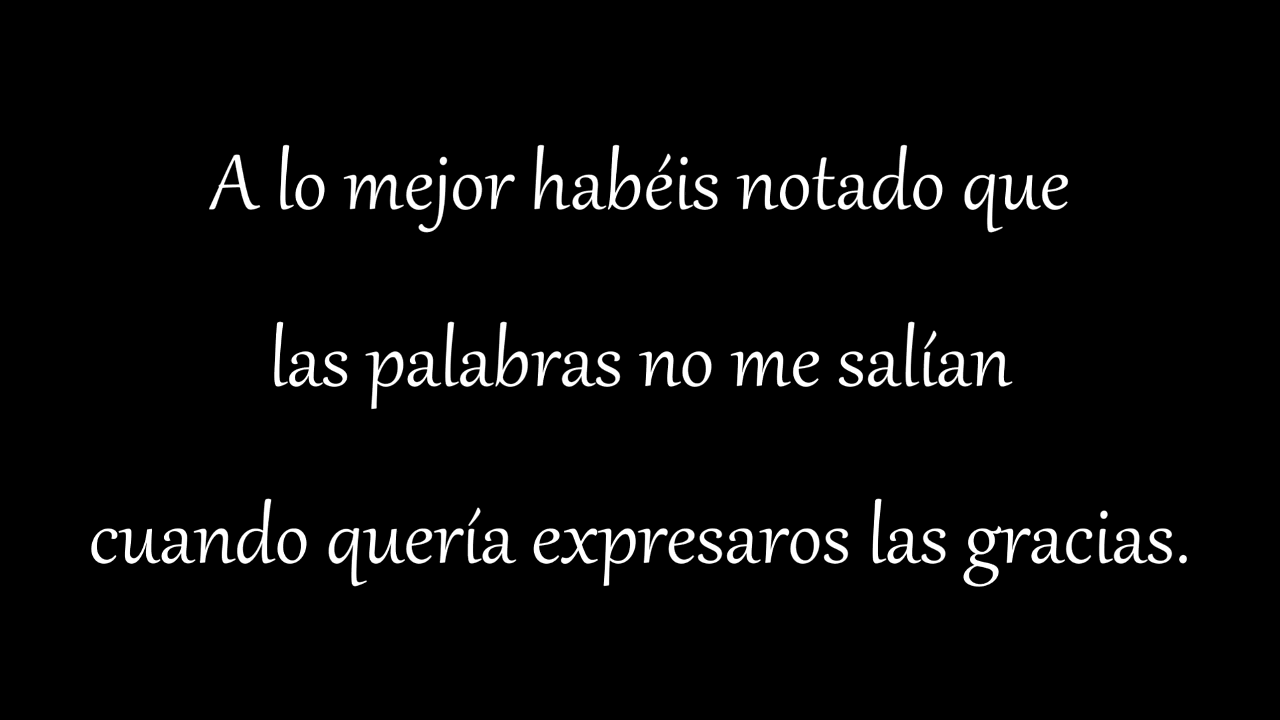 A lo mejor habéis notado que
las palabras no me salían
cuando quería expresaros las gracias.